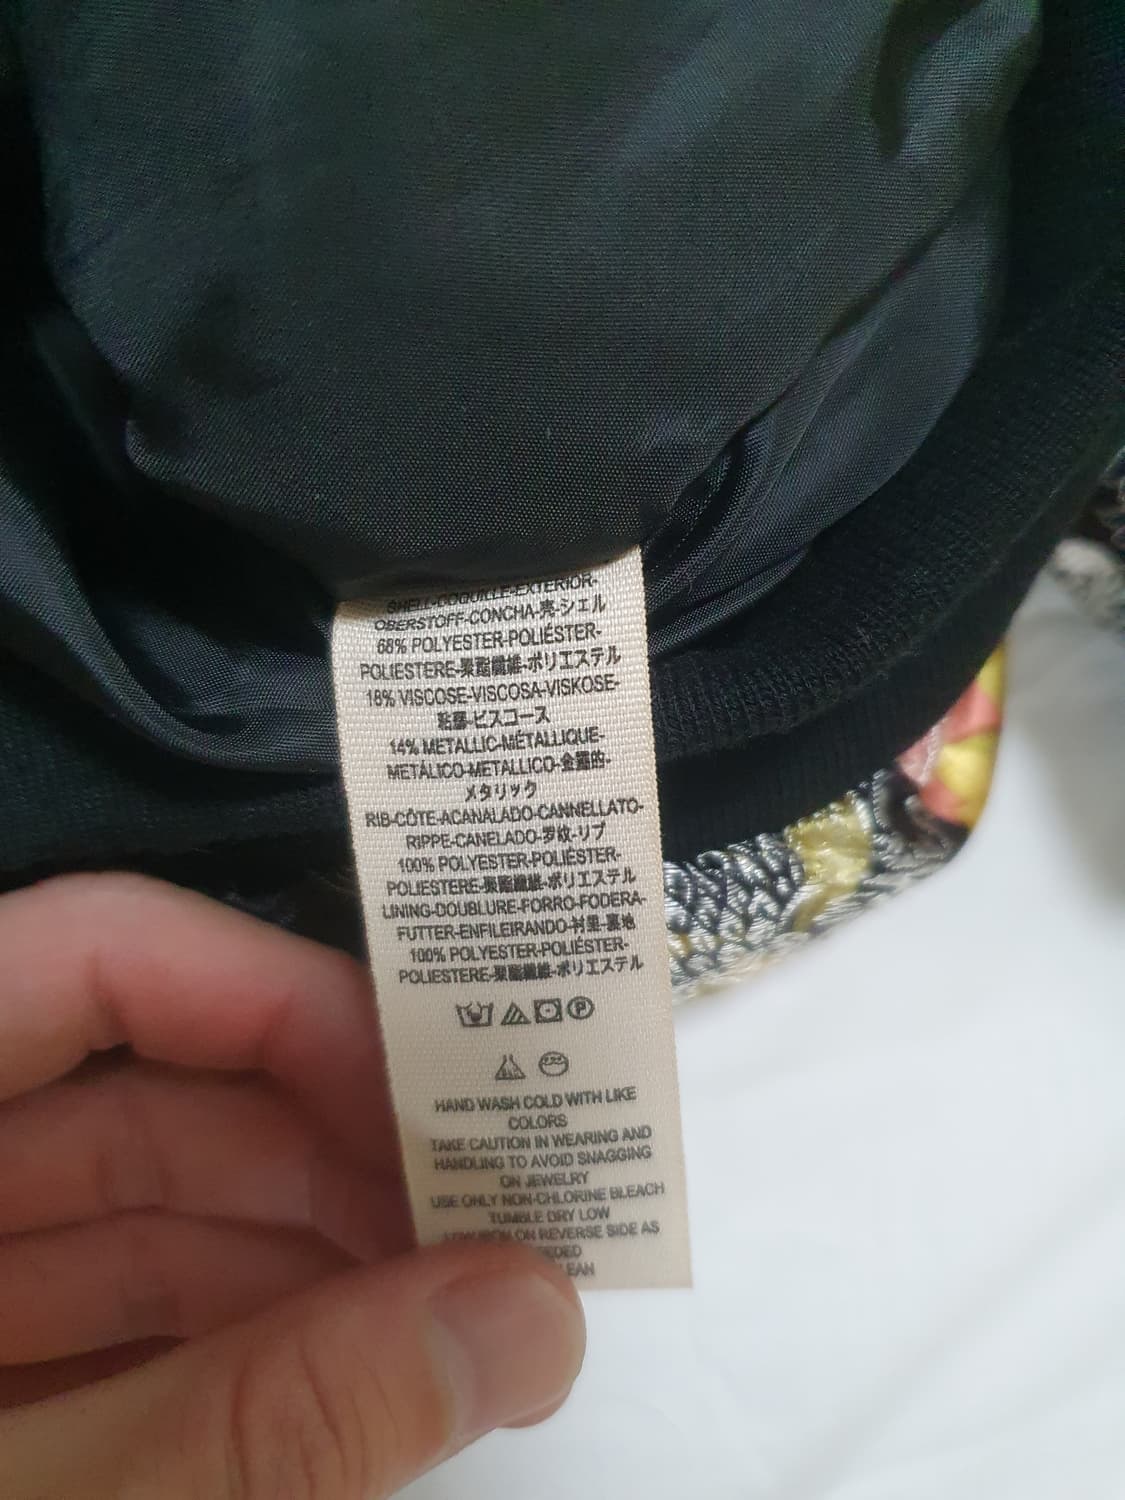 SHELL-COQUILLE-EXTERIOR-
OBERSTOFF-CONCHA-壳-シェル
68% POLYESTER-POLIÉSTER-
POLIESTERE-聚酯纖維-ポリエステル
18% VISCOSE-VISCOSA-VISKOSE-
粘膠-ビスコース
14% METALLIC-MÉTALLIQUE-
METÁLICO-METALLICO-金屬的-
メタリック
RIB-CÔTE-ACANALADO-CANNELLATO-
RIPPE-CANELADO-罗纹-リブ
100% POLYESTER-POLIÉSTER-
POLIESTERE-聚酯纖維-ポリエステル
LINING-DOUBLURE-FORRO-FODERA-
FUTTER-ENFILEIRANDO-衬里-裏地
100% POLYESTER-POLIÉSTER-
POLIESTERE-聚酯纖維-ポリエステル
P
HAND WASH COLD WITH LIKE
COLORS
TAKE CAUTION IN WEARING AND
HANDLING TO AVOID SNAGGING
ON JEWELRY
USE ONLY NON-CHLORINE BLEACH
TUMBLE DRY LOW
ON REVERSE SIDE AS